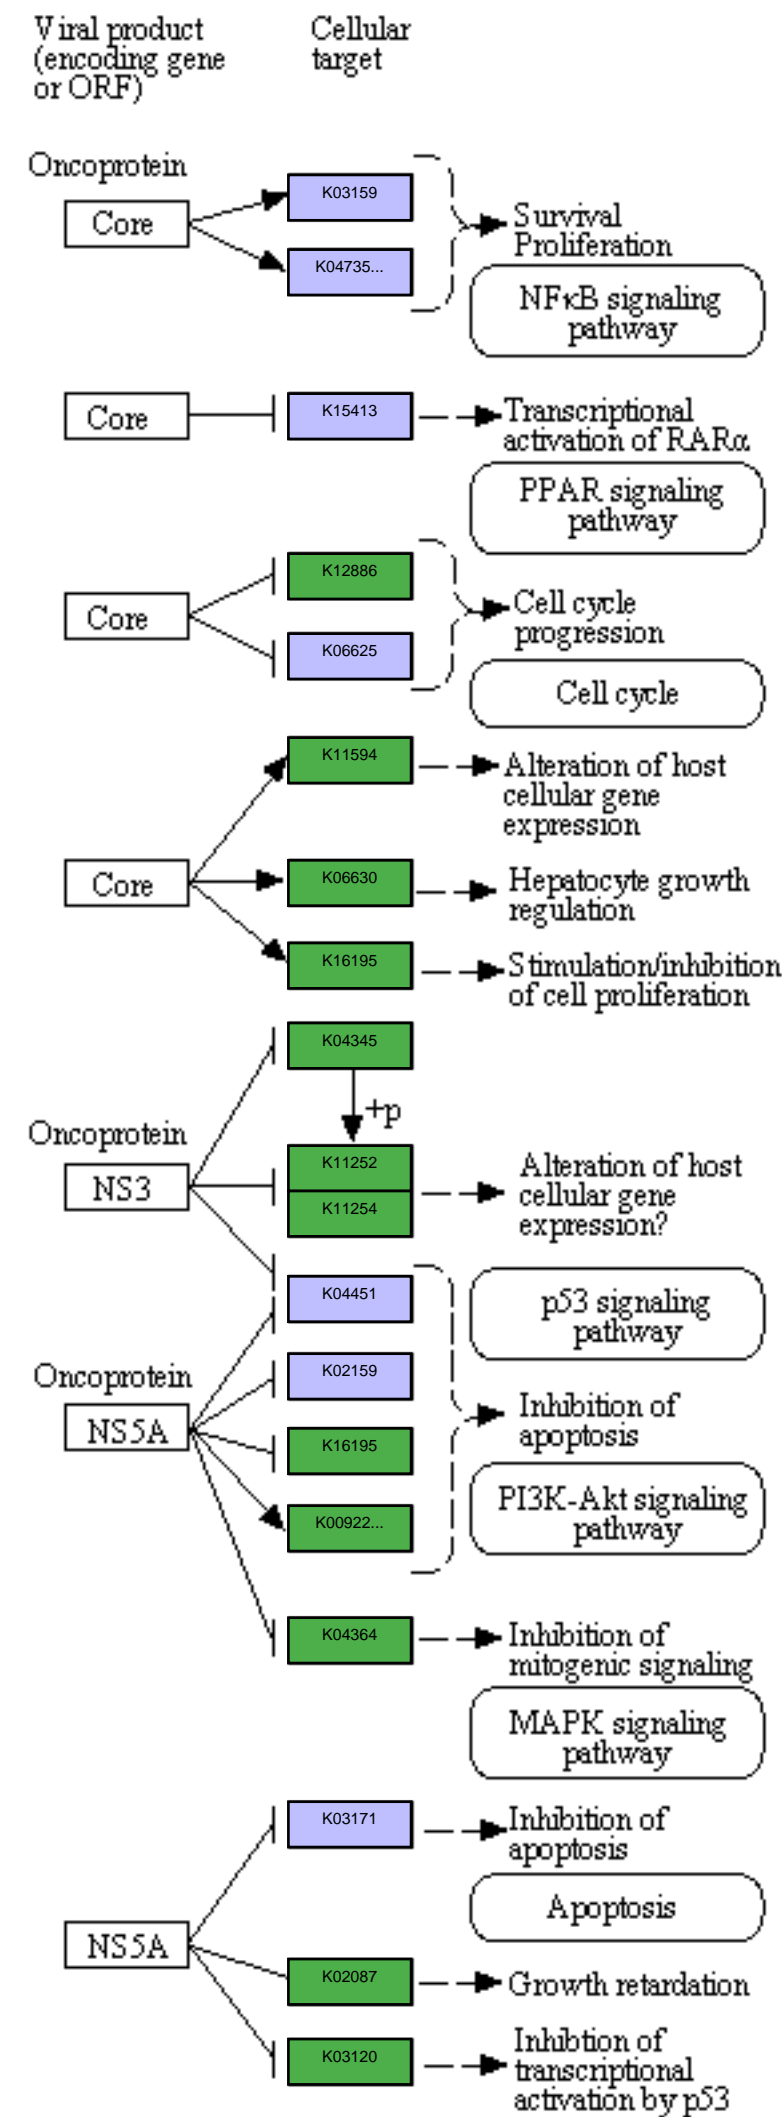 Viral product
(encoding gene
or ORF)
Cellular
target
Oncoprotein
Core
K03159
K04735...
Survival
Proliferation
NFκB signaling
pathway
Core
K15413
Transcriptional
activation of RARα
PPAR signaling
pathway
Core
K12886
K06625
Cell cycle
progression
Cell cycle
Core
K11594
Alteration of host
cellular gene
expression
K06630
Hepatocyte growth
regulation
K16195
Stimulation/inhibition
of cell proliferation
K04345
+p
Oncoprotein
NS3
K11252
K11254
Alteration of host
cellular gene
expression?
K04451
p53 signaling
pathway
Oncoprotein
NS5A
K02159
K16195
K00922...
Inhibition of
apoptosis
PI3K-Akt signaling
pathway
K04364
Inhibition of
mitogenic signaling
MAPK signaling
pathway
K03171
Inhibition of
apoptosis
Apoptosis
NS5A
K02087
Growth retardation
K03120
Inhibtion of
transcriptional
activation by p53